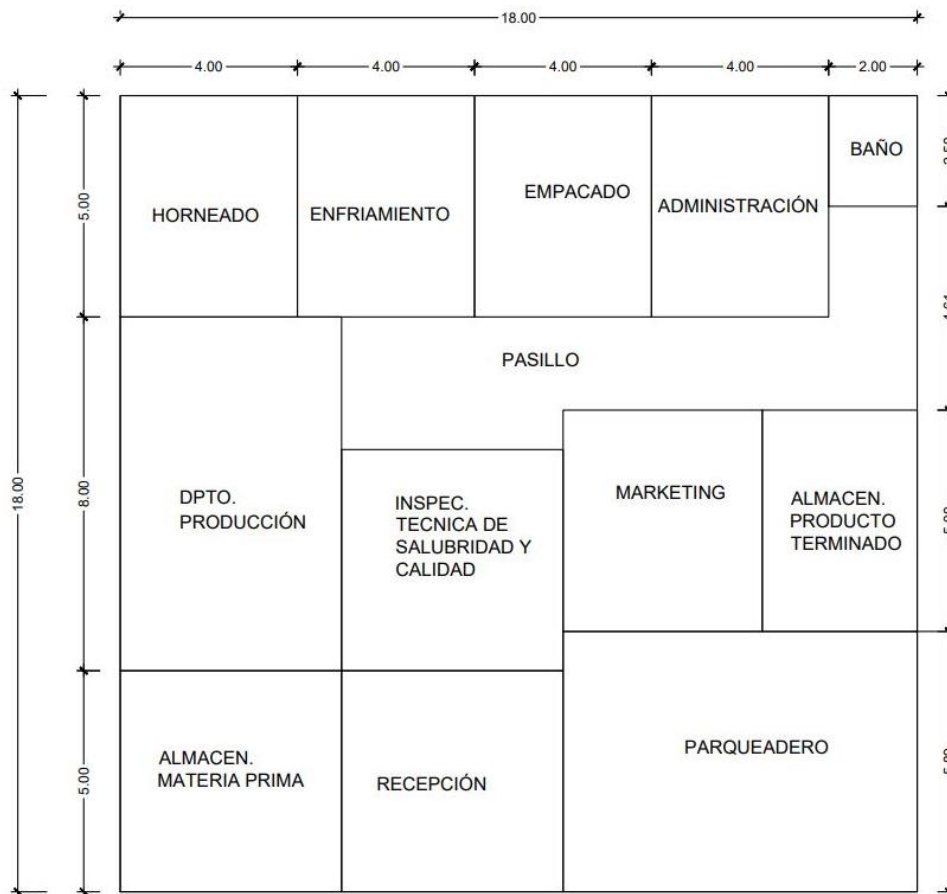 18.00
4.00
4.00
4.00
4.00
2.00
BAÑO
EMPACADO
ADMINISTRACIÓN
HORNEADO
ENFRIAMIENTO
5.00
PASILLO
18.00
8.00
DPTO.
PRODUCCIÓN
INSPEC.
TECNICA DE
SALUBRIDAD Y
CALIDAD
MARKETING
ALMACEN.
PRODUCTO
TERMINADO
5.00
ALMACEN.
MATERIA PRIMA
RECEPCIÓN
PARQUEADERO